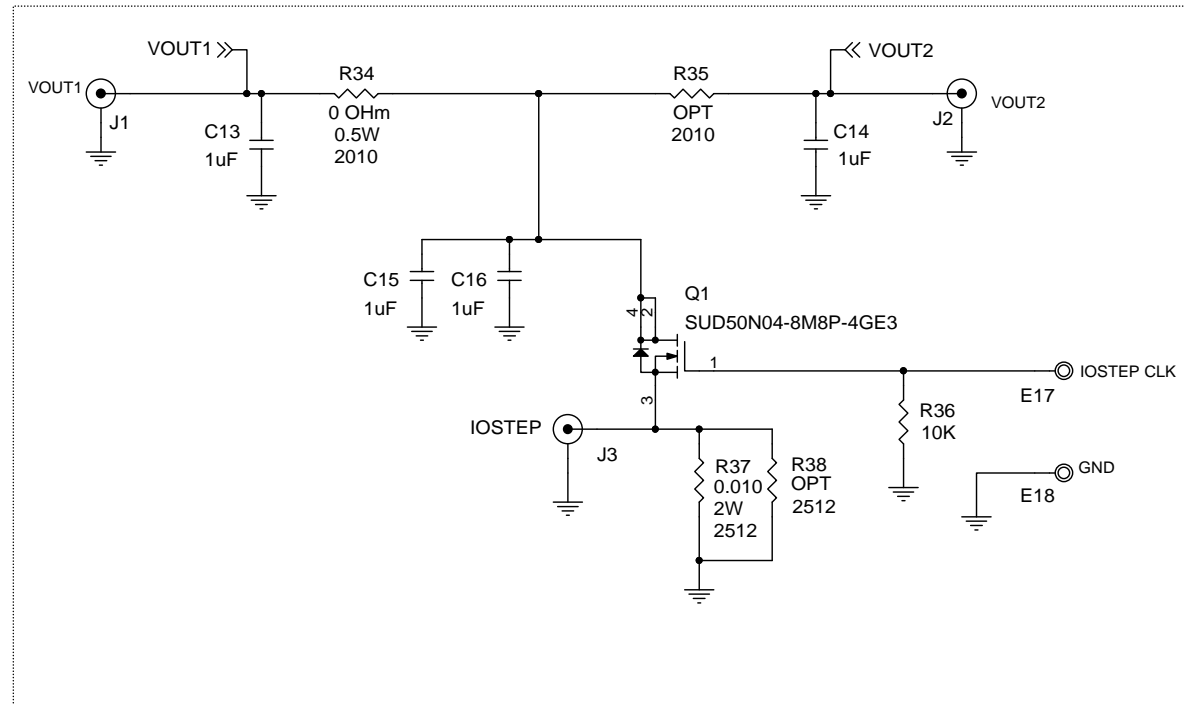 VOUT1
VOUT2
R34
R35
VOUT1
0 OHm
0.5W
2010
OPT
2010
VOUT2
J1
J2
C13
1uF
C14
1uF
C15
1uF
C16
1uF
Q1
SUD50N04-8M8P-4GE3
4
2
1
3
IOSTEP CLK
E17
R36
10K
IOSTEP
J3
R37
0.010
2W
2512
R38
OPT
2512
GND
E18